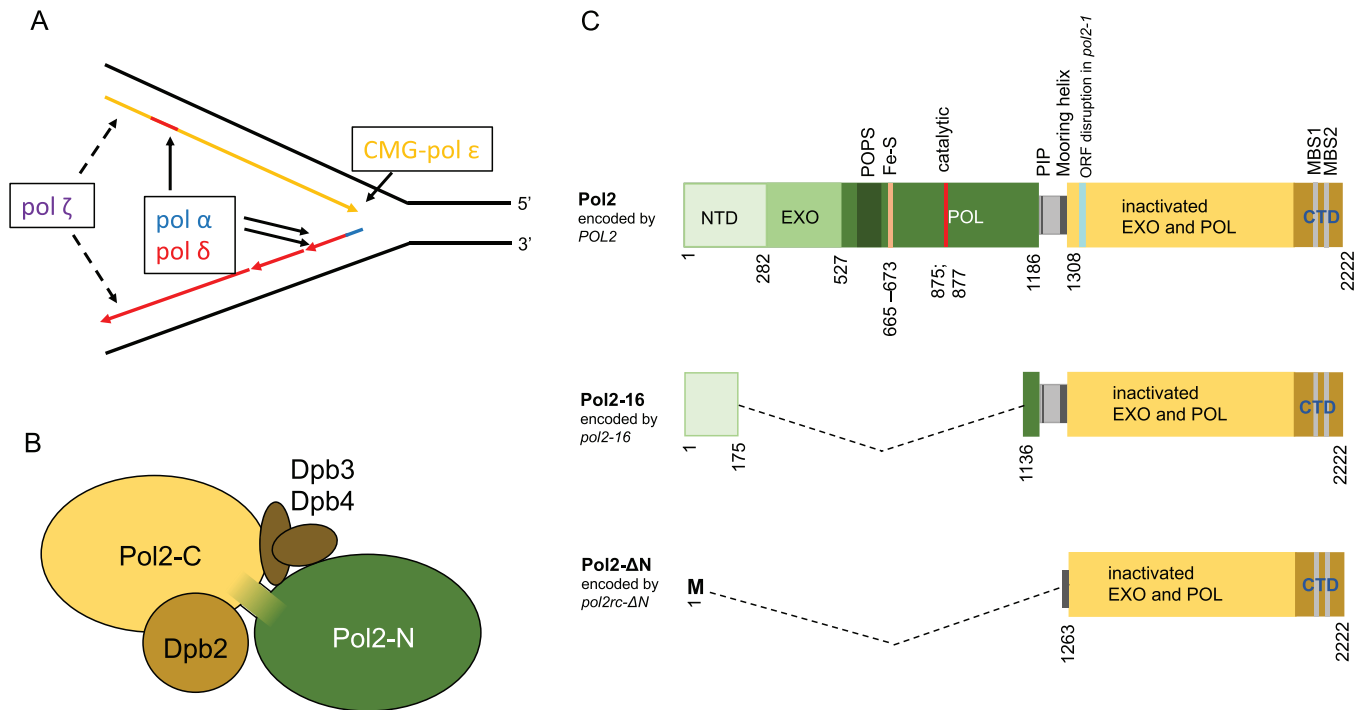 A
CMG-pol ε
5’
pol ζ
pol α
pol δ
3’
B
Dpb3
Dpb4
Pol2-C
Dpb2
Pol2-N
C
POPS
Fe-S
catalytic
PIP
Mooring helix
ORF disruption in pol2-1
MBS1
MBS2
Pol2
encoded by
POL2
NTD
EXO
POL
inactivated
EXO and POL
CTD
1
282
527
665 –673
875;
877
1186
1308
2222
Pol2-16
encoded by
pol2-16
inactivated
EXO and POL
CTD
1
175
1136
2222
Pol2-ΔN
encoded by
pol2rc-ΔN
M
1
inactivated
EXO and POL
CTD
1263
2222